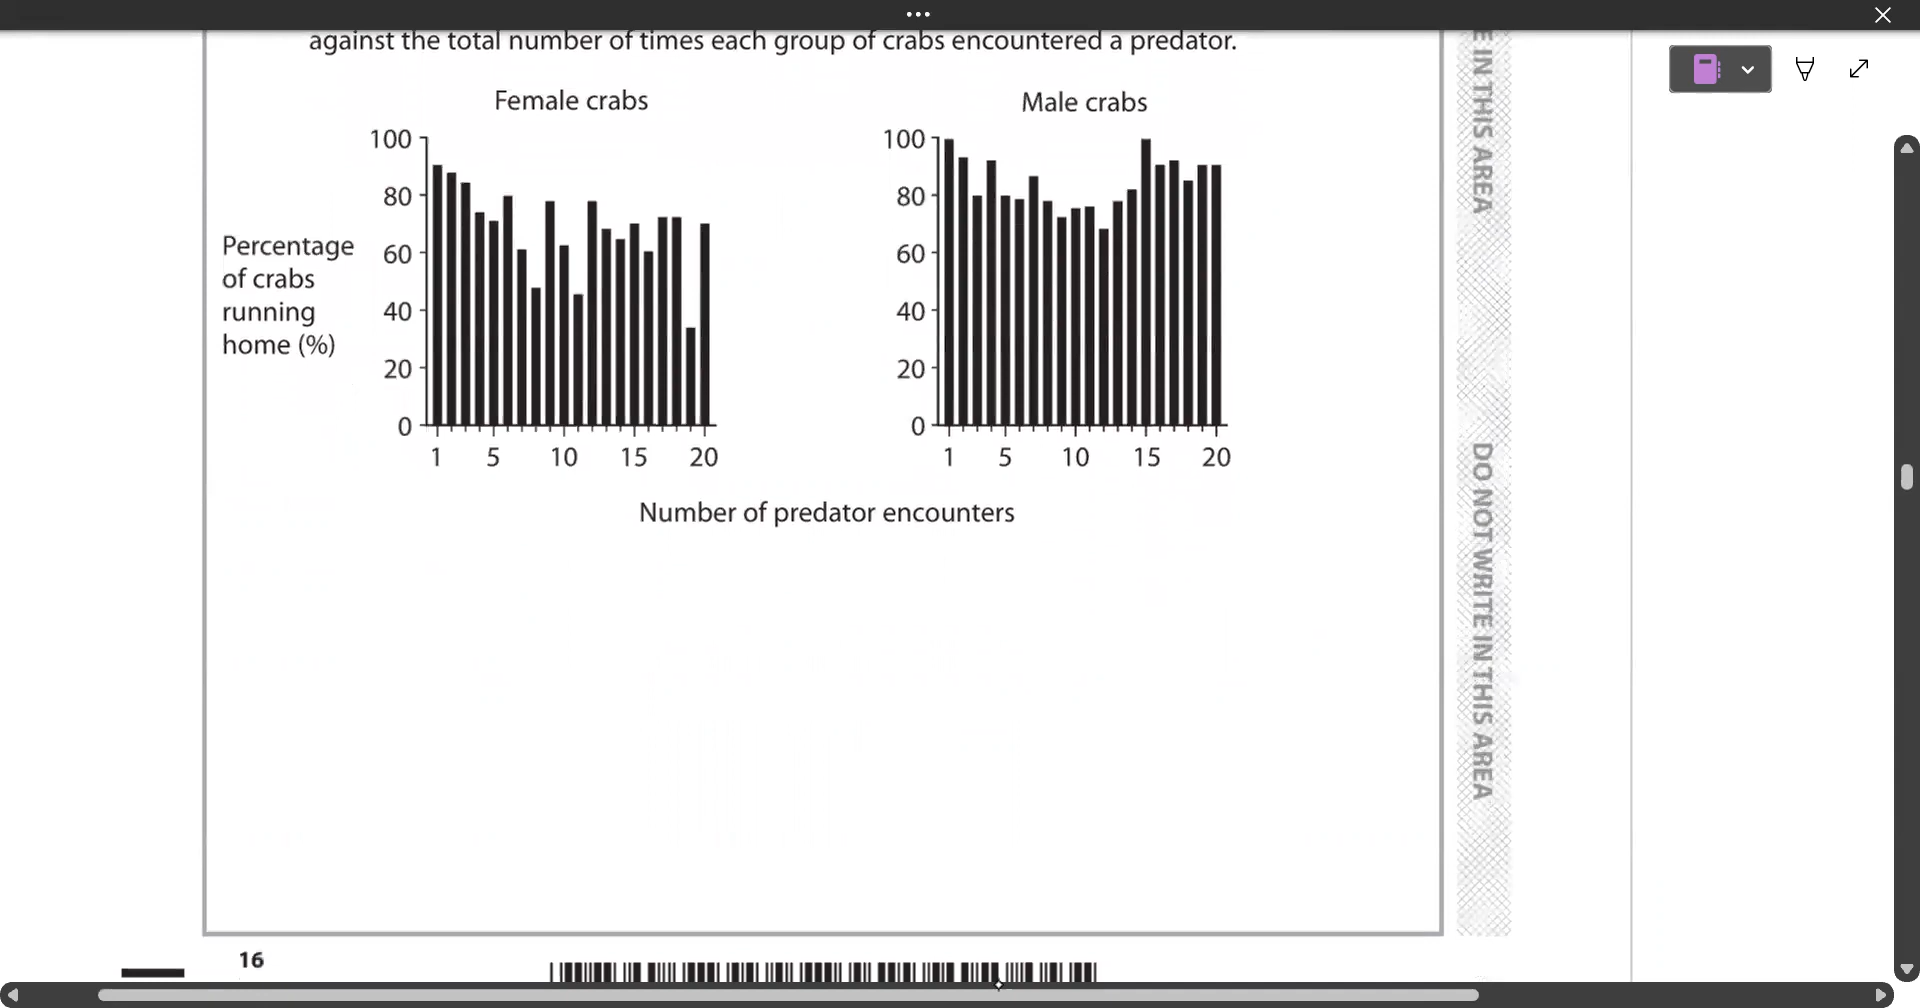 against the total number of times each group of crabs encountered a predator.
Female crabs
Male crabs
100
80
60
40
20
0
Percentage
of crabs
running
home (%)
1 5 10 15 20
100
80
60
40
20
0
1 5 10 15 20
Number of predator encounters
16
E IN THIS AREA
DO NOT WRITE IN THIS AREA